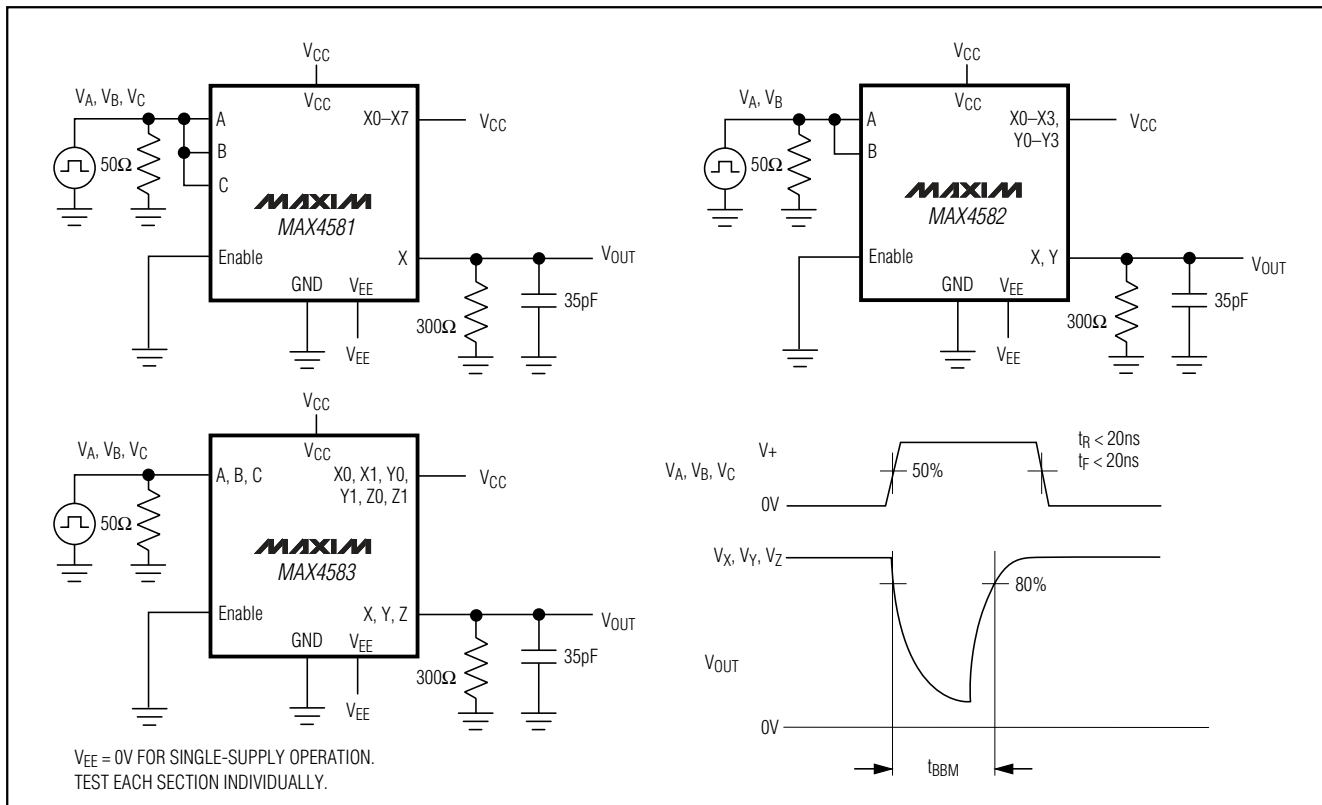 VCC
VA, VB, VC
VCC
A
X0–X7
VCC
B
50Ω
C
MAXIM
MAX4581
Enable
X
VOUT
GND
VEE
35pF
300Ω
VEE
VCC
VA, VB
VCC
A
X0–X3,
Y0–Y3
VCC
B
50Ω
MAXIM
MAX4582
Enable
X, Y
VOUT
GND
VEE
35pF
300Ω
VEE
VCC
VA, VB, VC
VCC
A, B, C
X0, X1, Y0,
Y1, Z0, Z1
VCC
50Ω
MAXIM
MAX4583
Enable
X, Y, Z
VOUT
GND
VEE
35pF
300Ω
VEE
V+
tR < 20ns
tF < 20ns
VA, VB, VC
50%
0V
VX, VY, VZ
80%
VOUT
0V
tBBM
VEE = 0V FOR SINGLE-SUPPLY OPERATION.
TEST EACH SECTION INDIVIDUALLY.